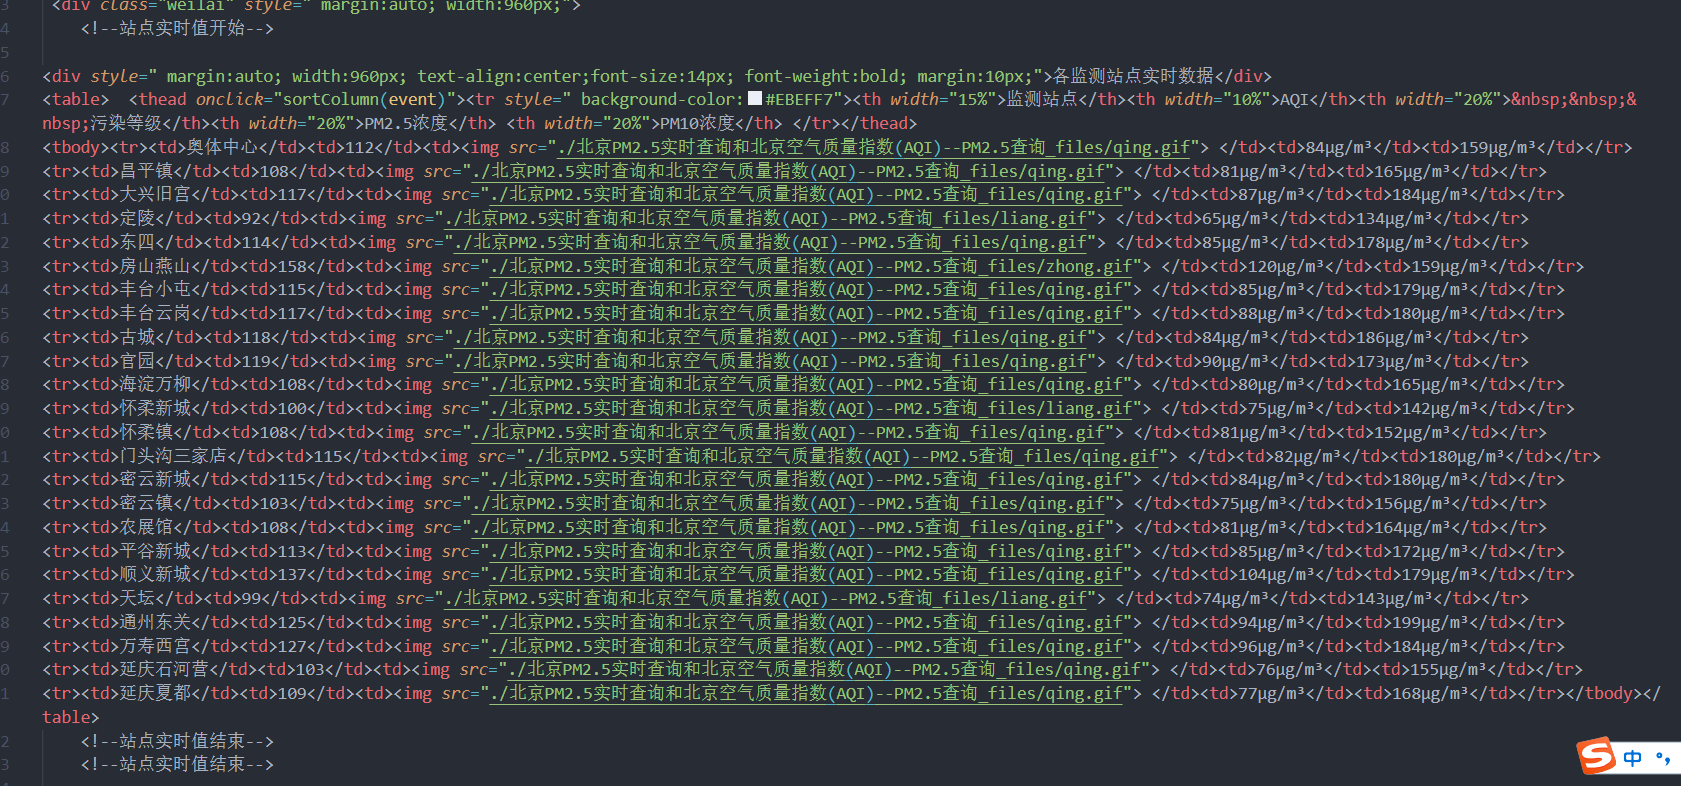 3 <div class="weilai" style=" margin:auto; width:960px;">
4 <!--站点实时值开始-->
5
6 <div style=" margin:auto; width:960px; text-align:center;font-size:14px; font-weight:bold; margin:10px;">各监测站点实时数据</div>
7 <table>  <thead onclick="sortColumn(event)"><tr style=" background-color:#EBEFF7"><th width="15%">监测站点</th><th width="10%">AQI</th><th width="20%">&nbsp;&nbsp;&
nbsp;污染等级</th><th width="20%">PM2.5浓度</th> <th width="20%">PM10浓度</th> </tr></thead>
8 <tbody><tr><td>奥体中心</td><td>112</td><td><img src="./北京PM2.5实时查询和北京空气质量指数(AQI)--PM2.5查询_files/qing.gif"> </td><td>84μg/m³</td><td>159μg/m³</td></tr>
9 <tr><td>昌平镇</td><td>108</td><td><img src="./北京PM2.5实时查询和北京空气质量指数(AQI)--PM2.5查询_files/qing.gif"> </td><td>81μg/m³</td><td>165μg/m³</td></tr>
0 <tr><td>大兴旧宫</td><td>117</td><td><img src="./北京PM2.5实时查询和北京空气质量指数(AQI)--PM2.5查询_files/qing.gif"> </td><td>87μg/m³</td><td>184μg/m³</td></tr>
1 <tr><td>定陵</td><td>92</td><td><img src="./北京PM2.5实时查询和北京空气质量指数(AQI)--PM2.5查询_files/liang.gif"> </td><td>65μg/m³</td><td>134μg/m³</td></tr>
2 <tr><td>东四</td><td>114</td><td><img src="./北京PM2.5实时查询和北京空气质量指数(AQI)--PM2.5查询_files/qing.gif"> </td><td>85μg/m³</td><td>178μg/m³</td></tr>
3 <tr><td>房山燕山</td><td>158</td><td><img src="./北京PM2.5实时查询和北京空气质量指数(AQI)--PM2.5查询_files/zhong.gif"> </td><td>120μg/m³</td><td>159μg/m³</td></tr>
4 <tr><td>丰台小屯</td><td>115</td><td><img src="./北京PM2.5实时查询和北京空气质量指数(AQI)--PM2.5查询_files/qing.gif"> </td><td>85μg/m³</td><td>179μg/m³</td></tr>
5 <tr><td>丰台云岗</td><td>117</td><td><img src="./北京PM2.5实时查询和北京空气质量指数(AQI)--PM2.5查询_files/qing.gif"> </td><td>88μg/m³</td><td>180μg/m³</td></tr>
6 <tr><td>古城</td><td>118</td><td><img src="./北京PM2.5实时查询和北京空气质量指数(AQI)--PM2.5查询_files/qing.gif"> </td><td>84μg/m³</td><td>186μg/m³</td></tr>
7 <tr><td>官园</td><td>119</td><td><img src="./北京PM2.5实时查询和北京空气质量指数(AQI)--PM2.5查询_files/qing.gif"> </td><td>90μg/m³</td><td>173μg/m³</td></tr>
8 <tr><td>海淀万柳</td><td>108</td><td><img src="./北京PM2.5实时查询和北京空气质量指数(AQI)--PM2.5查询_files/qing.gif"> </td><td>80μg/m³</td><td>165μg/m³</td></tr>
9 <tr><td>怀柔新城</td><td>100</td><td><img src="./北京PM2.5实时查询和北京空气质量指数(AQI)--PM2.5查询_files/liang.gif"> </td><td>75μg/m³</td><td>142μg/m³</td></tr>
0 <tr><td>怀柔镇</td><td>108</td><td><img src="./北京PM2.5实时查询和北京空气质量指数(AQI)--PM2.5查询_files/qing.gif"> </td><td>81μg/m³</td><td>152μg/m³</td></tr>
1 <tr><td>门头沟三家店</td><td>115</td><td><img src="./北京PM2.5实时查询和北京空气质量指数(AQI)--PM2.5查询_files/qing.gif"> </td><td>82μg/m³</td><td>180μg/m³</td></tr>
2 <tr><td>密云新城</td><td>115</td><td><img src="./北京PM2.5实时查询和北京空气质量指数(AQI)--PM2.5查询_files/qing.gif"> </td><td>84μg/m³</td><td>180μg/m³</td></tr>
3 <tr><td>密云镇</td><td>103</td><td><img src="./北京PM2.5实时查询和北京空气质量指数(AQI)--PM2.5查询_files/qing.gif"> </td><td>75μg/m³</td><td>156μg/m³</td></tr>
4 <tr><td>农展馆</td><td>108</td><td><img src="./北京PM2.5实时查询和北京空气质量指数(AQI)--PM2.5查询_files/qing.gif"> </td><td>81μg/m³</td><td>164μg/m³</td></tr>
5 <tr><td>平谷新城</td><td>113</td><td><img src="./北京PM2.5实时查询和北京空气质量指数(AQI)--PM2.5查询_files/qing.gif"> </td><td>85μg/m³</td><td>172μg/m³</td></tr>
6 <tr><td>顺义新城</td><td>137</td><td><img src="./北京PM2.5实时查询和北京空气质量指数(AQI)--PM2.5查询_files/qing.gif"> </td><td>104μg/m³</td><td>179μg/m³</td></tr>
7 <tr><td>天坛</td><td>99</td><td><img src="./北京PM2.5实时查询和北京空气质量指数(AQI)--PM2.5查询_files/liang.gif"> </td><td>74μg/m³</td><td>143μg/m³</td></tr>
8 <tr><td>通州东关</td><td>125</td><td><img src="./北京PM2.5实时查询和北京空气质量指数(AQI)--PM2.5查询_files/qing.gif"> </td><td>94μg/m³</td><td>199μg/m³</td></tr>
9 <tr><td>万寿西宫</td><td>127</td><td><img src="./北京PM2.5实时查询和北京空气质量指数(AQI)--PM2.5查询_files/qing.gif"> </td><td>96μg/m³</td><td>184μg/m³</td></tr>
0 <tr><td>延庆石河营</td><td>103</td><td><img src="./北京PM2.5实时查询和北京空气质量指数(AQI)--PM2.5查询_files/qing.gif"> </td><td>76μg/m³</td><td>155μg/m³</td></tr>
1 <tr><td>延庆夏都</td><td>109</td><td><img src="./北京PM2.5实时查询和北京空气质量指数(AQI)--PM2.5查询_files/qing.gif"> </td><td>77μg/m³</td><td>168μg/m³</td></tr></tbody></
table>
2 <!--站点实时值结束-->
3 <!--站点实时值结束-->
S 中 °,